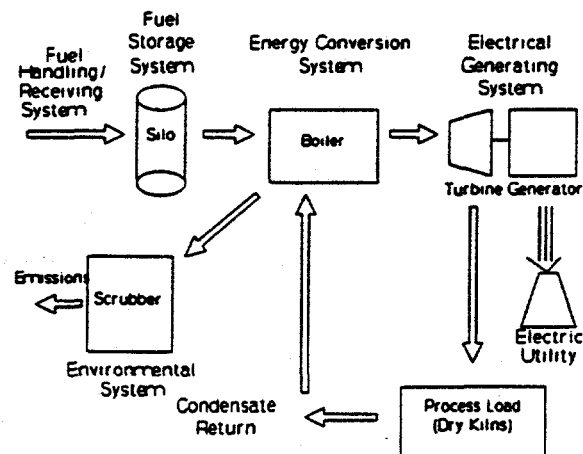 Fuel
Handling/
Receiving
System
Fuel
Storage
System
Energy Conversion
System
Electrical
Generating
System
Silo
Boiler
Turbine Generator
Emissions
Scrubber
Environmental
System
Electric
Utility
Condensate
Return
Process Load
(Dry Kilns)